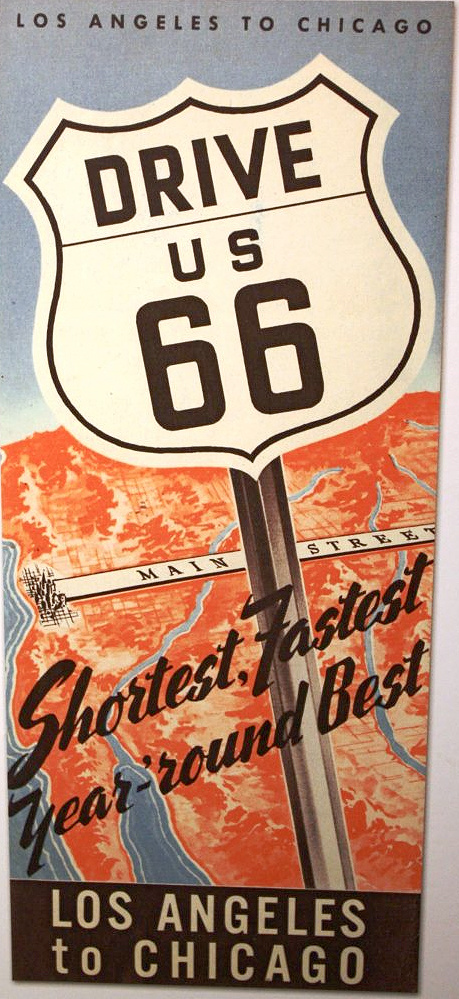 LOS ANGELES TO CHICAGO
DRIVE
US
66
MAIN STREET
Shortest, Fastest
Year-'round Best
LOS ANGELES
to CHICAGO